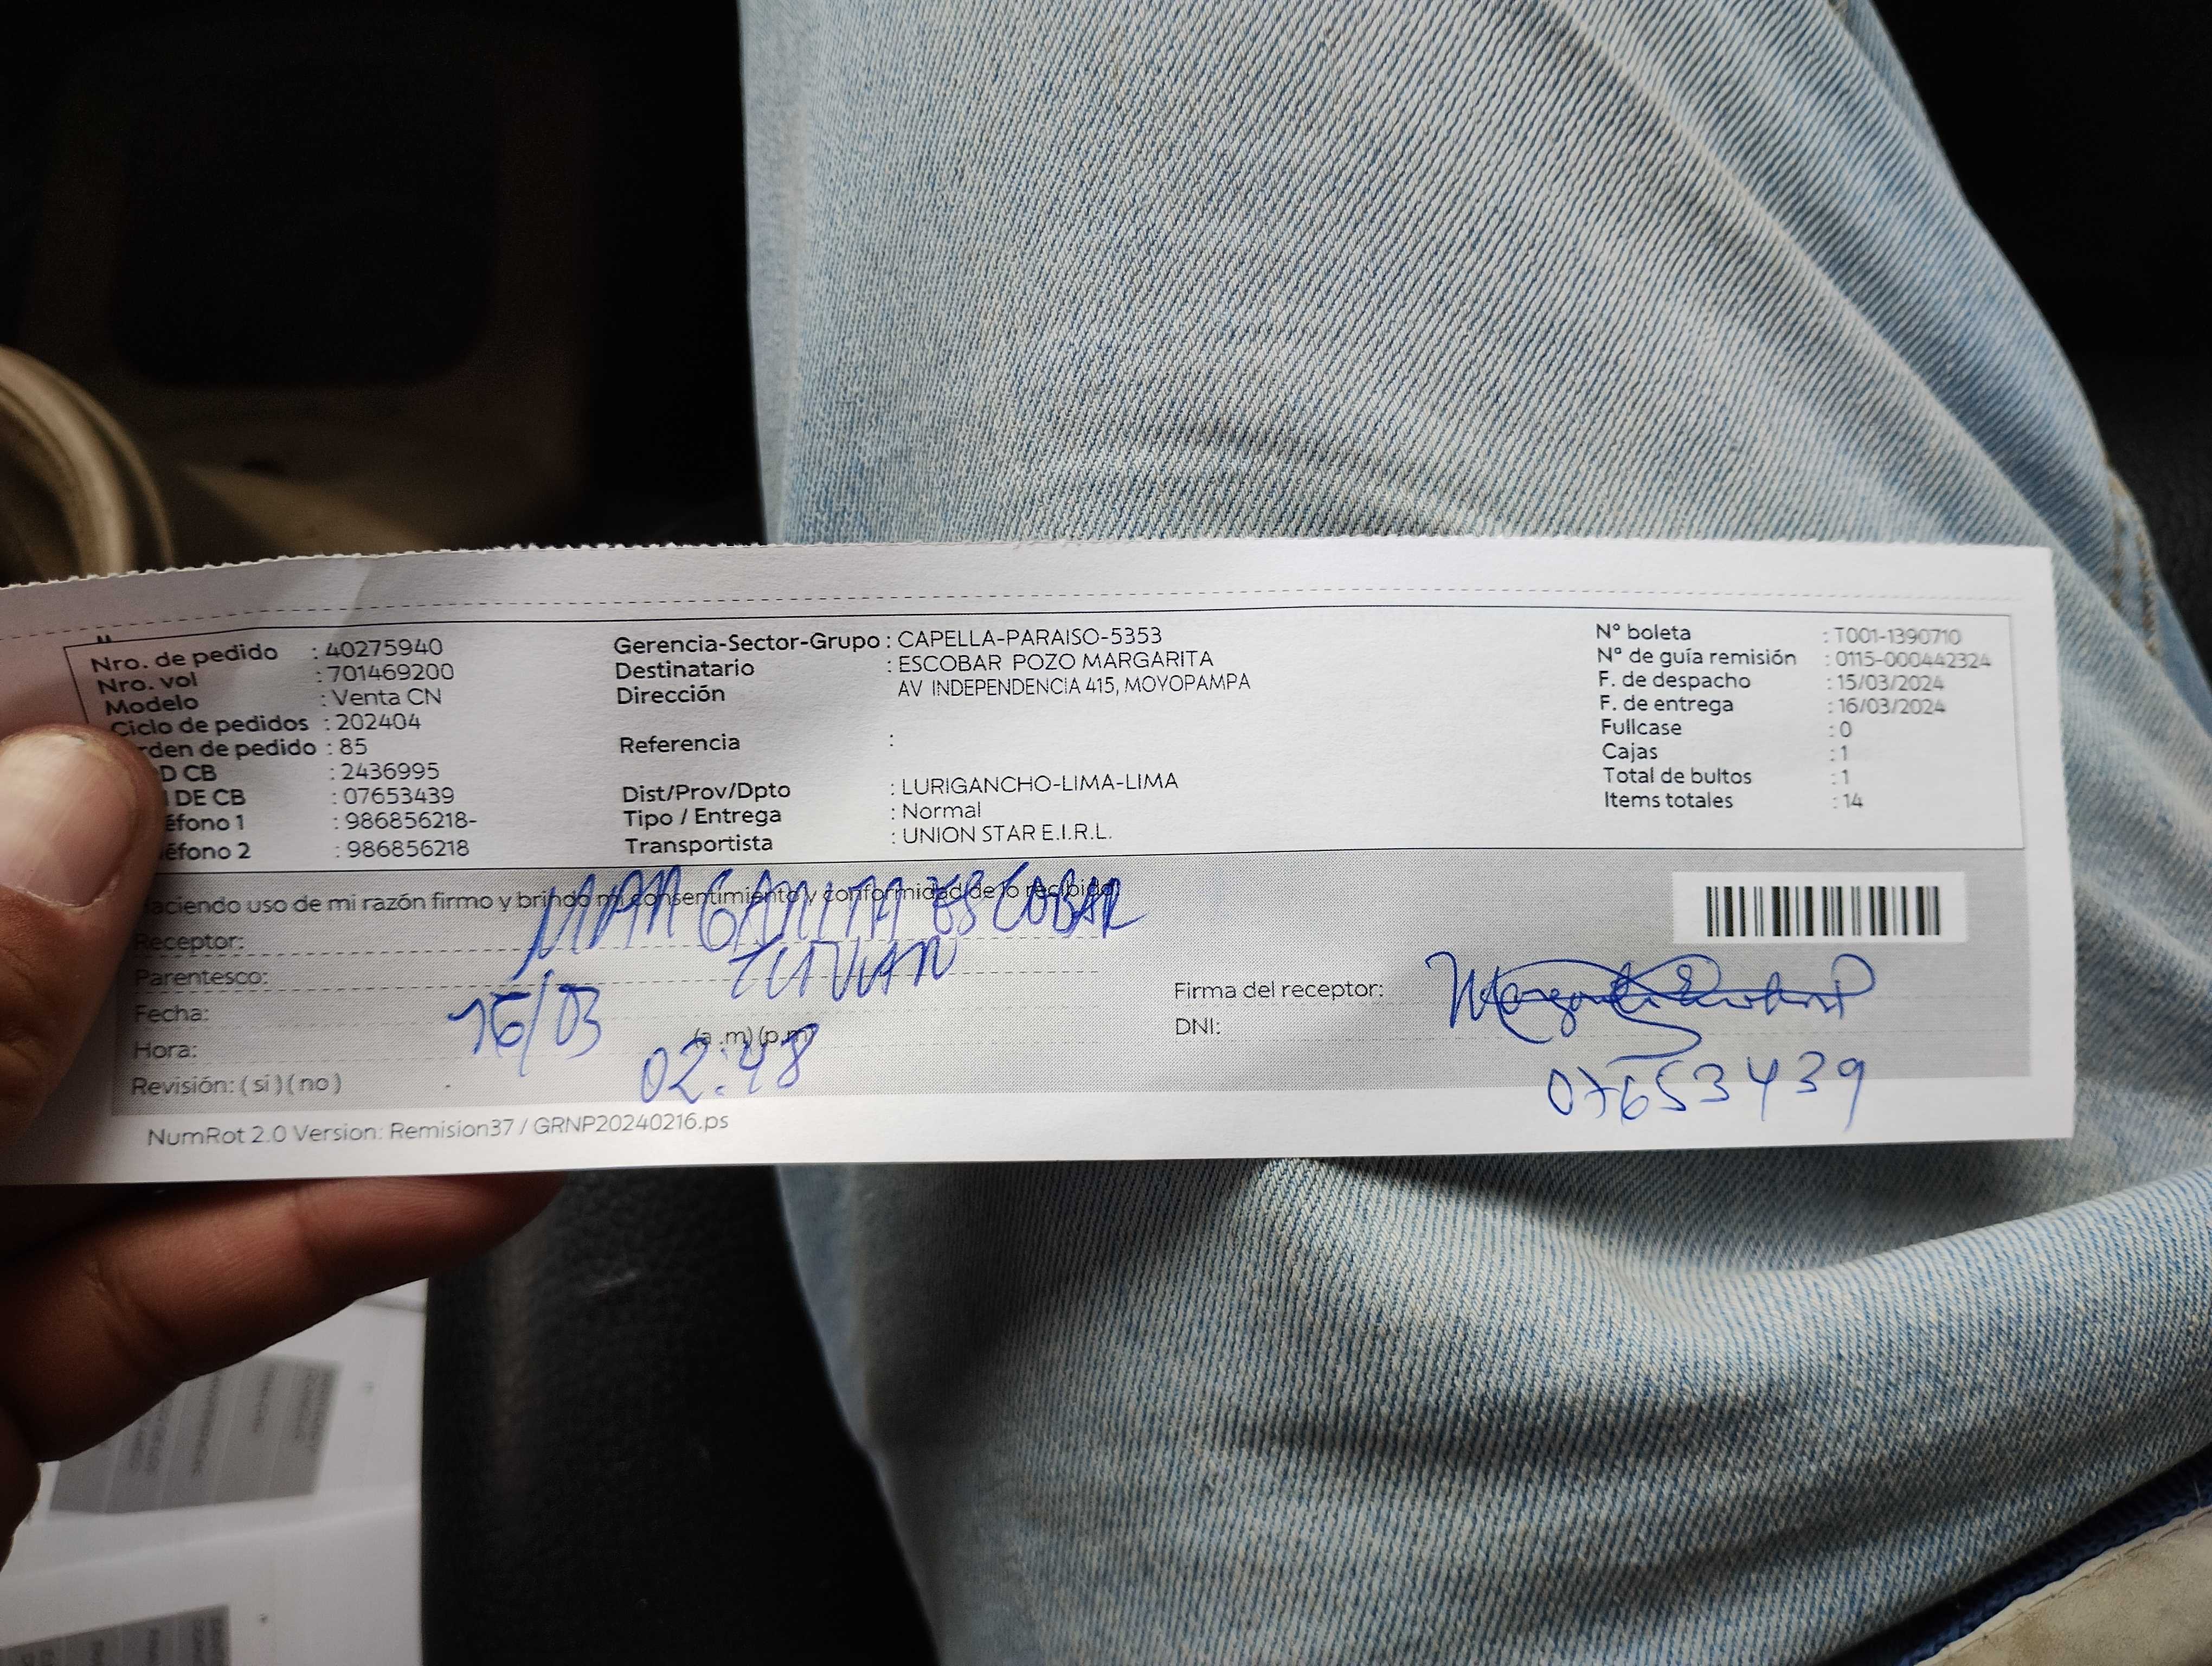 Nro. de pedido : 40275940
Nro. vol : 701469200
Modelo : Venta CN
Ciclo de pedidos : 202404
rden de pedido : 85
D CB : 2436995
DE CB : 07653439
éfono 1 : 986856218-
éfono 2 : 986856218
Gerencia-Sector-Grupo : CAPELLA-PARAISO-5353
Destinatario : ESCOBAR POZO MARGARITA
Dirección AV INDEPENDENCIA 415, MOYOPAMPA
Referencia :
Dist/Prov/Dpto : LURIGANCHO-LIMA-LIMA
Tipo / Entrega : Normal
Transportista : UNION STAR E.I.R.L.
N° boleta : T001-1390710
N° de guía remisión : 0115-000442324
F. de despacho : 15/03/2024
F. de entrega : 16/03/2024
Fullcase : 0
Cajas : 1
Total de bultos : 1
Items totales : 14
aciendo uso de mi razón firmo y brindo mi consentimiento y conformidad de lo recibido.
Receptor: MARGARITA ESCOBAR
Parentesco:
Fecha: 16/03
Hora: 02:48 (a .m) (p.m)
Revisión: ( si ) ( no )
Firma del receptor:
DNI: 07653439
NumRot 2.0 Version: Remision37 / GRNP20240216.ps